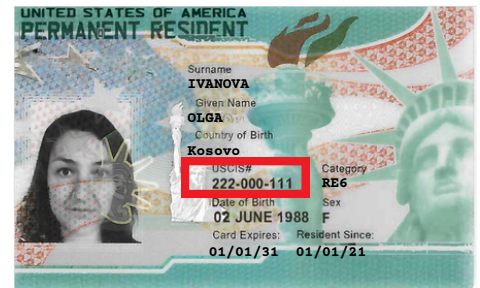 UNITED STATES OF AMERICA
PERMANENT RESIDENT
Surname
IVANOVA
Given Name
OLGA
Country of Birth
Kosovo
USCIS# Category
222-000-111 RE6
Date of Birth Sex
02 JUNE 1988 F
Card Expires: Resident Since:
01/01/31 01/01/21